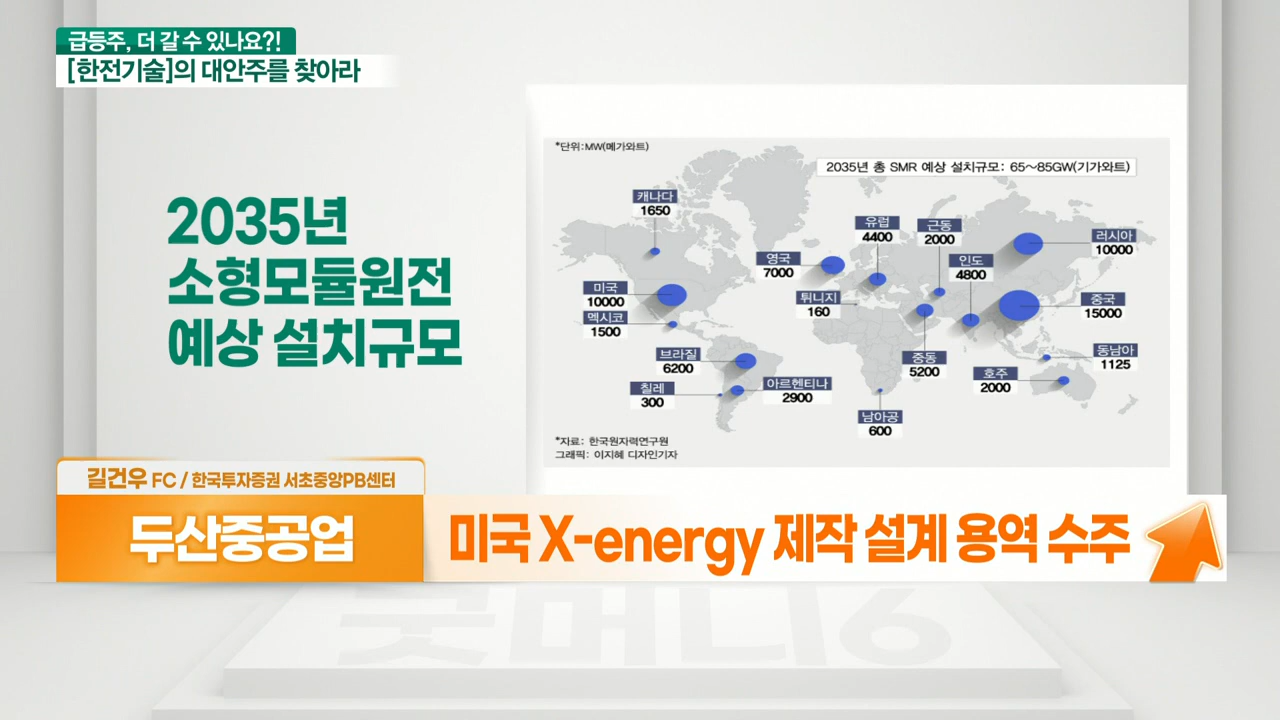 급등주, 더 갈 수 있나요?!
[한전기술]의 대안주를 찾아라
2035년
소형모듈원전
예상 설치규모
*단위:MW(메가와트)
2035년 총 SMR 예상 설치규모: 65~85GW(기가와트)
캐나다
1650
유럽
4400
근동
2000
러시아
10000
영국
7000
인도
4800
미국
10000
튀니지
160
중국
15000
멕시코
1500
브라질
6200
중동
5200
동남아
1125
칠레
300
아르헨티나
2900
호주
2000
남아공
600
*자료: 한국원자력연구원
그래픽: 이지혜 디자인기자
길건우 FC / 한국투자증권 서초중앙PB센터
두산중공업
미국 X-energy 제작 설계 용역 수주
굿머니6